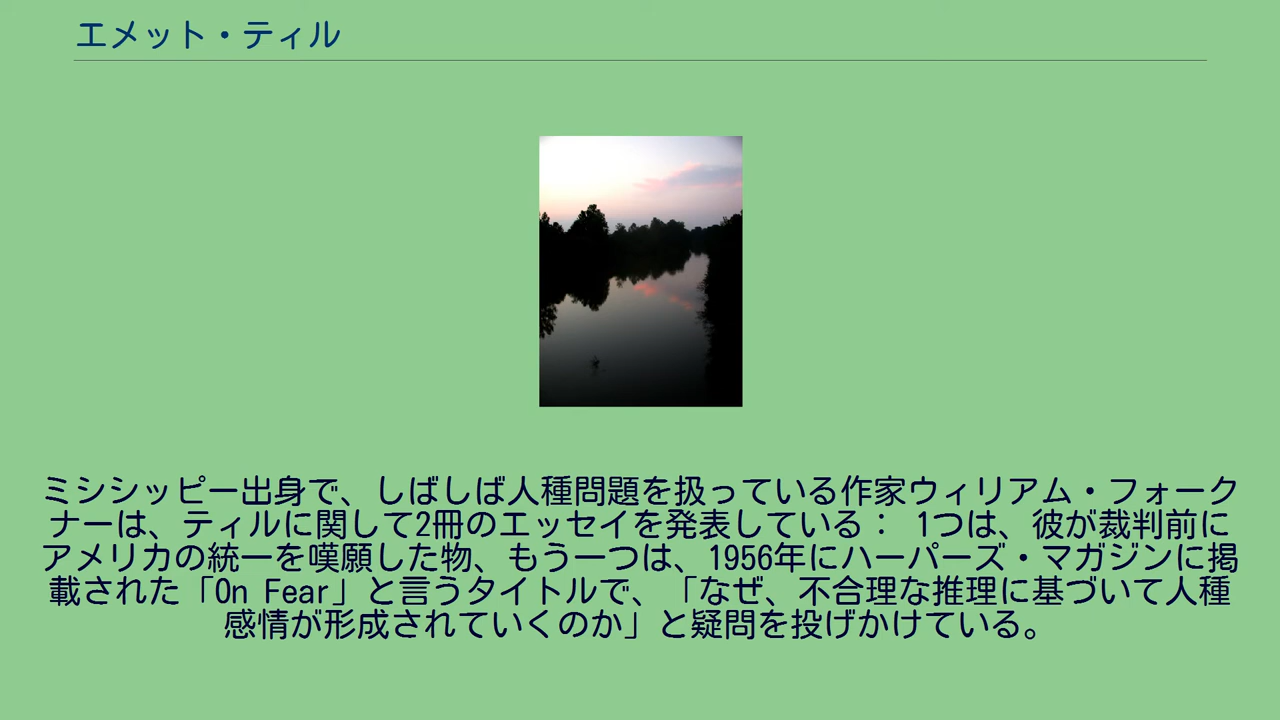 エメット・ティル
ミシシッピー出身で、しばしば人種問題を扱っている作家ウィリアム・フォーク
ナーは、ティルに関して2冊のエッセイを発表している： 1つは、彼が裁判前に
アメリカの統一を嘆願した物、もう一つは、1956年にハーパーズ・マガジンに掲
載された「On Fear」と言うタイトルで、「なぜ、不合理な推理に基づいて人種
感情が形成されていくのか」と疑問を投げかけている。